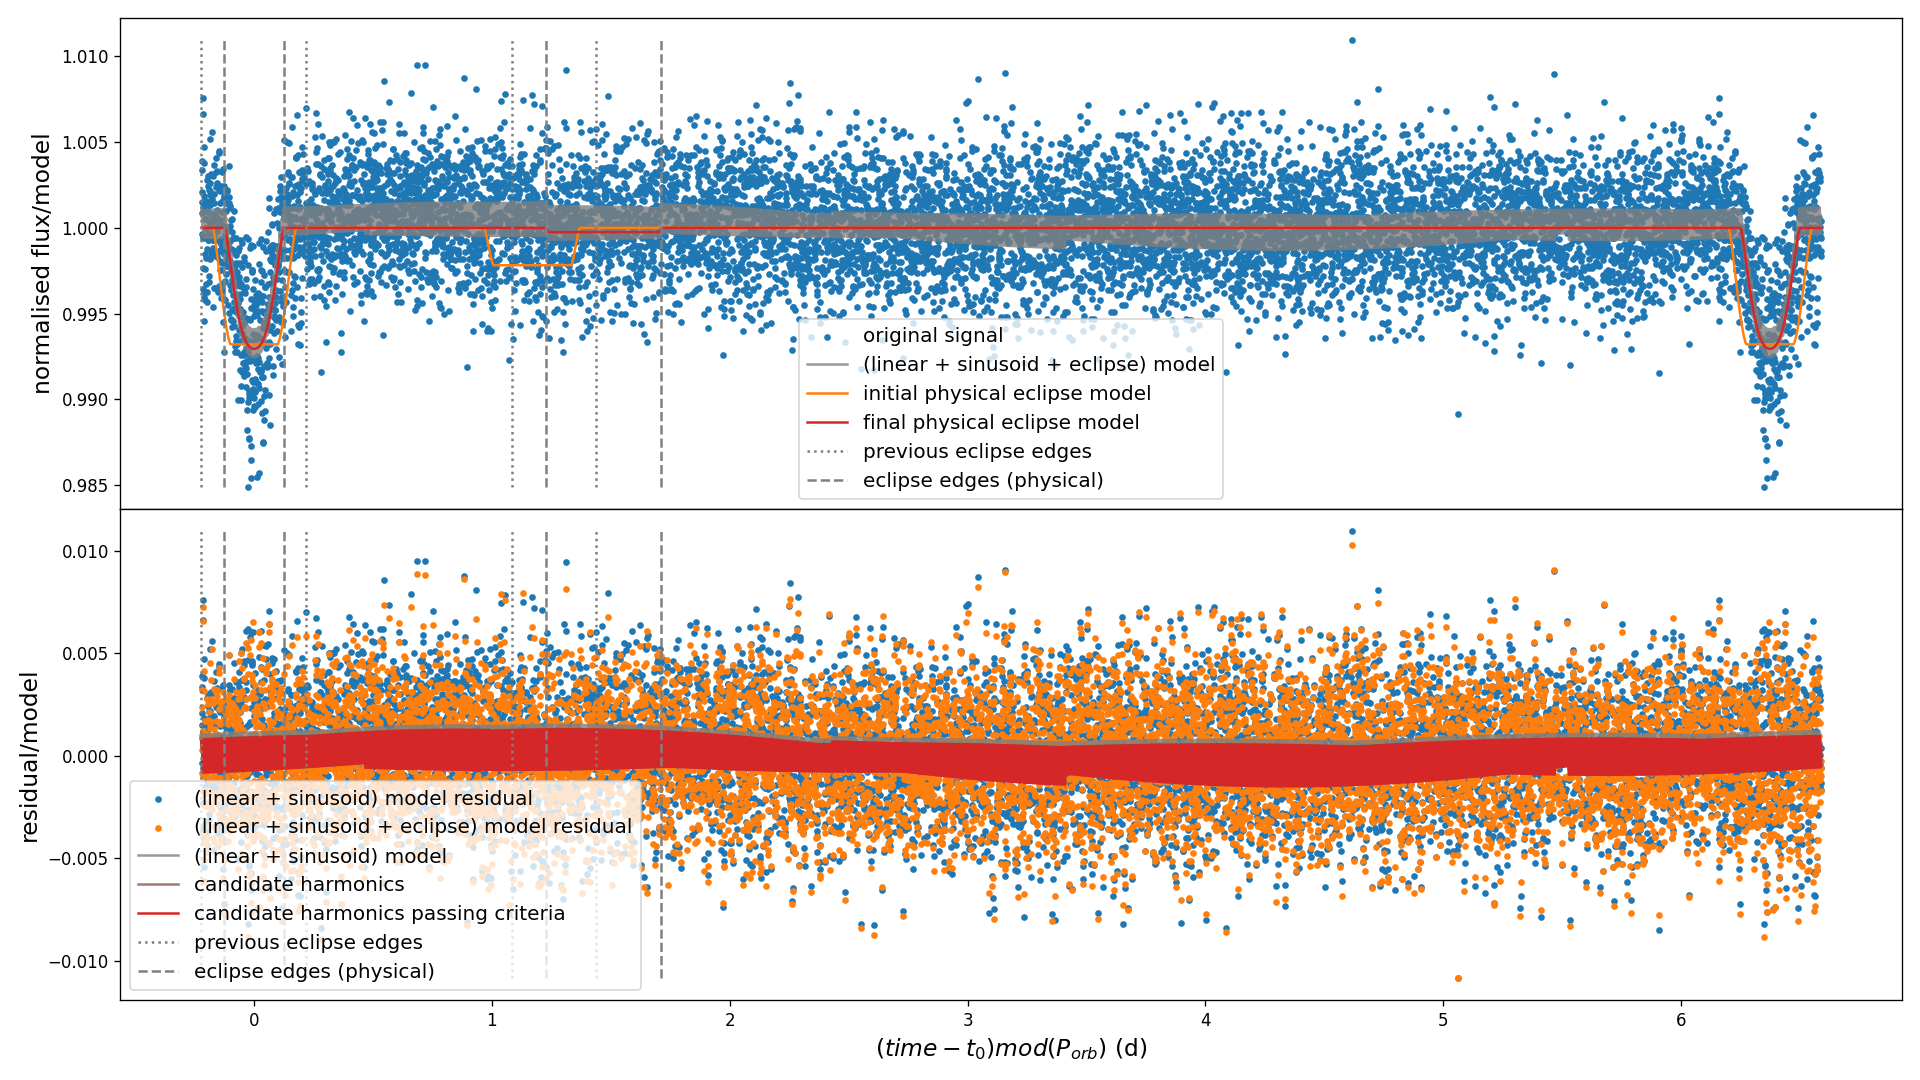 1.010
1.005
1.000
0.995
0.990
0.985
normalised flux/model
original signal
(linear + sinusoid + eclipse) model
initial physical eclipse model
final physical eclipse model
previous eclipse edges
eclipse edges (physical)
0.010
0.005
0.000
−0.005
−0.010
residual/model
(linear + sinusoid) model residual
(linear + sinusoid + eclipse) model residual
(linear + sinusoid) model
candidate harmonics
candidate harmonics passing criteria
previous eclipse edges
eclipse edges (physical)
0 1 2 3 4 5 6
(time − t₀)mod(Pₒᵣb) (d)